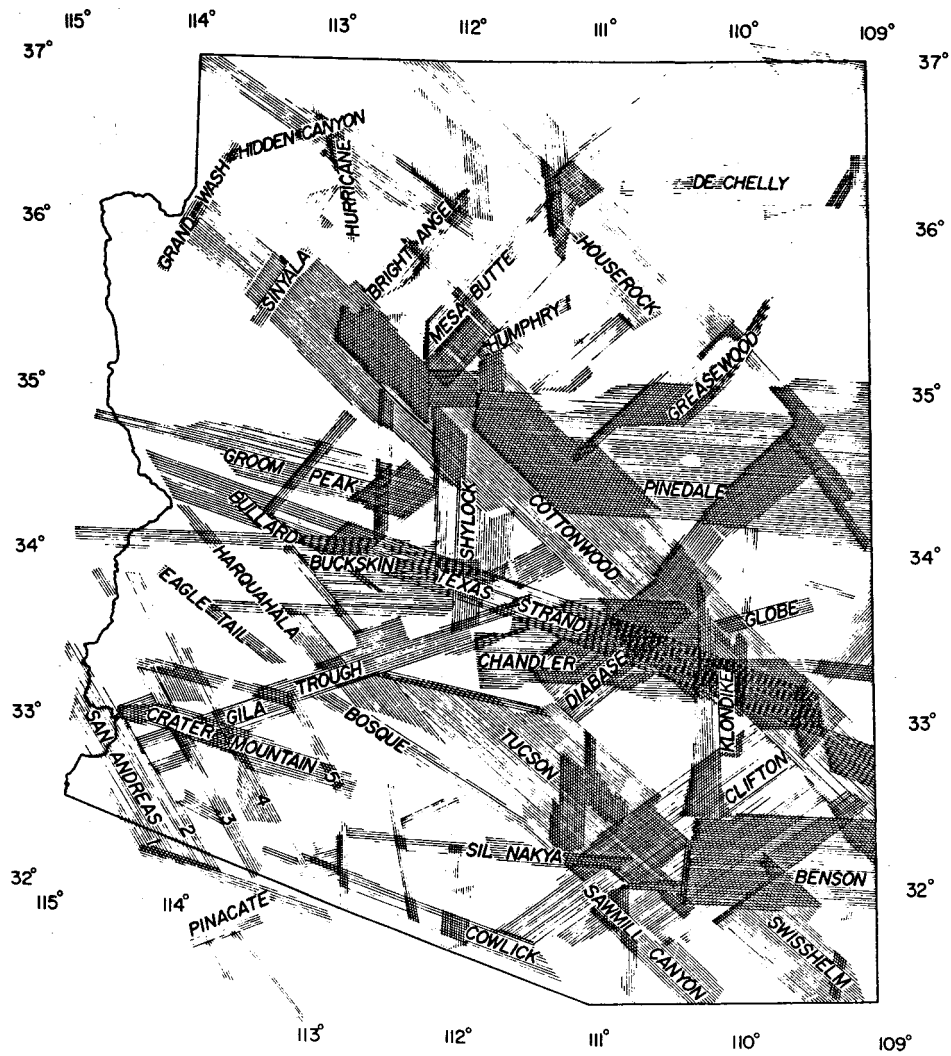 115° 114° 113° 112° 111° 110° 109°
37° 37°
HIDDEN CANYON
GRAND WASH
HURRICANE
DE CHELLY
36° 36°
BRIGHT ANGEL
HOUSEROCK
SINYALA
MESA BUTTE
HUMPHRY
GREASEWOOD
35° 35°
GROOM PEAK
PINEDALE
BULLARD
SHYLOCK
COTTONWOOD
34° 34°
HARQUAHALA
BUCKSKIN
TEXAS STRAND
EAGLE TAIL
GLOBE
CHANDLER
DIABASE
TROUGH
GILA
KLONDIKE
33° 33°
SAN ANDREAS
CRATER MOUNTAIN
BOSQUE
TUCSON
CLIFTON
1 2 3 4 5
SIL NAKYA
BENSON
32° 32°
115° 114°
PINACATE
COWLICK
SAWMILL CANYON
SWISSHELM
113° 112° 111° 110° 109°